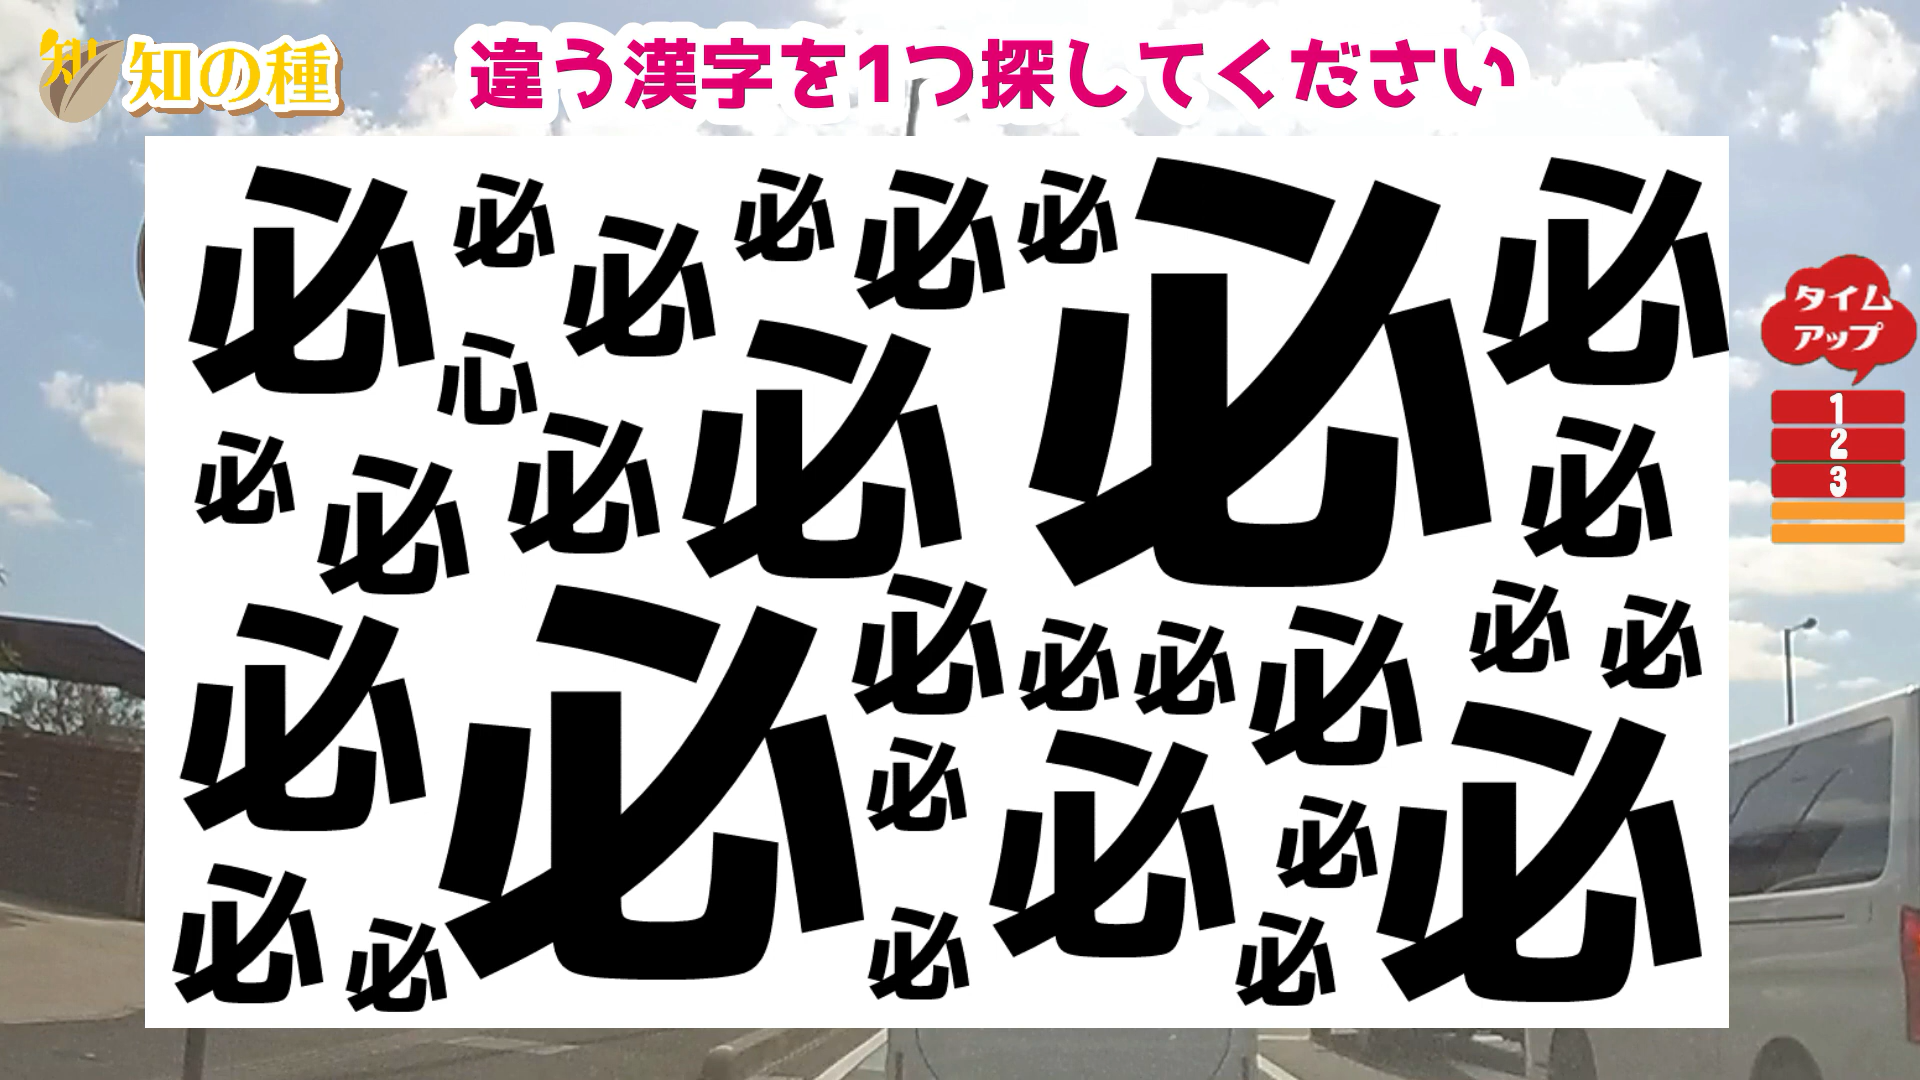 知 知の種
違う漢字を1つ探してください
必 必 必 必 必 必 必 必
心 必
必 必 必 必
必 必 必 必 必 必 必 必
必 必 必 必
必 必 必 必
タイム
アップ
1
2
3